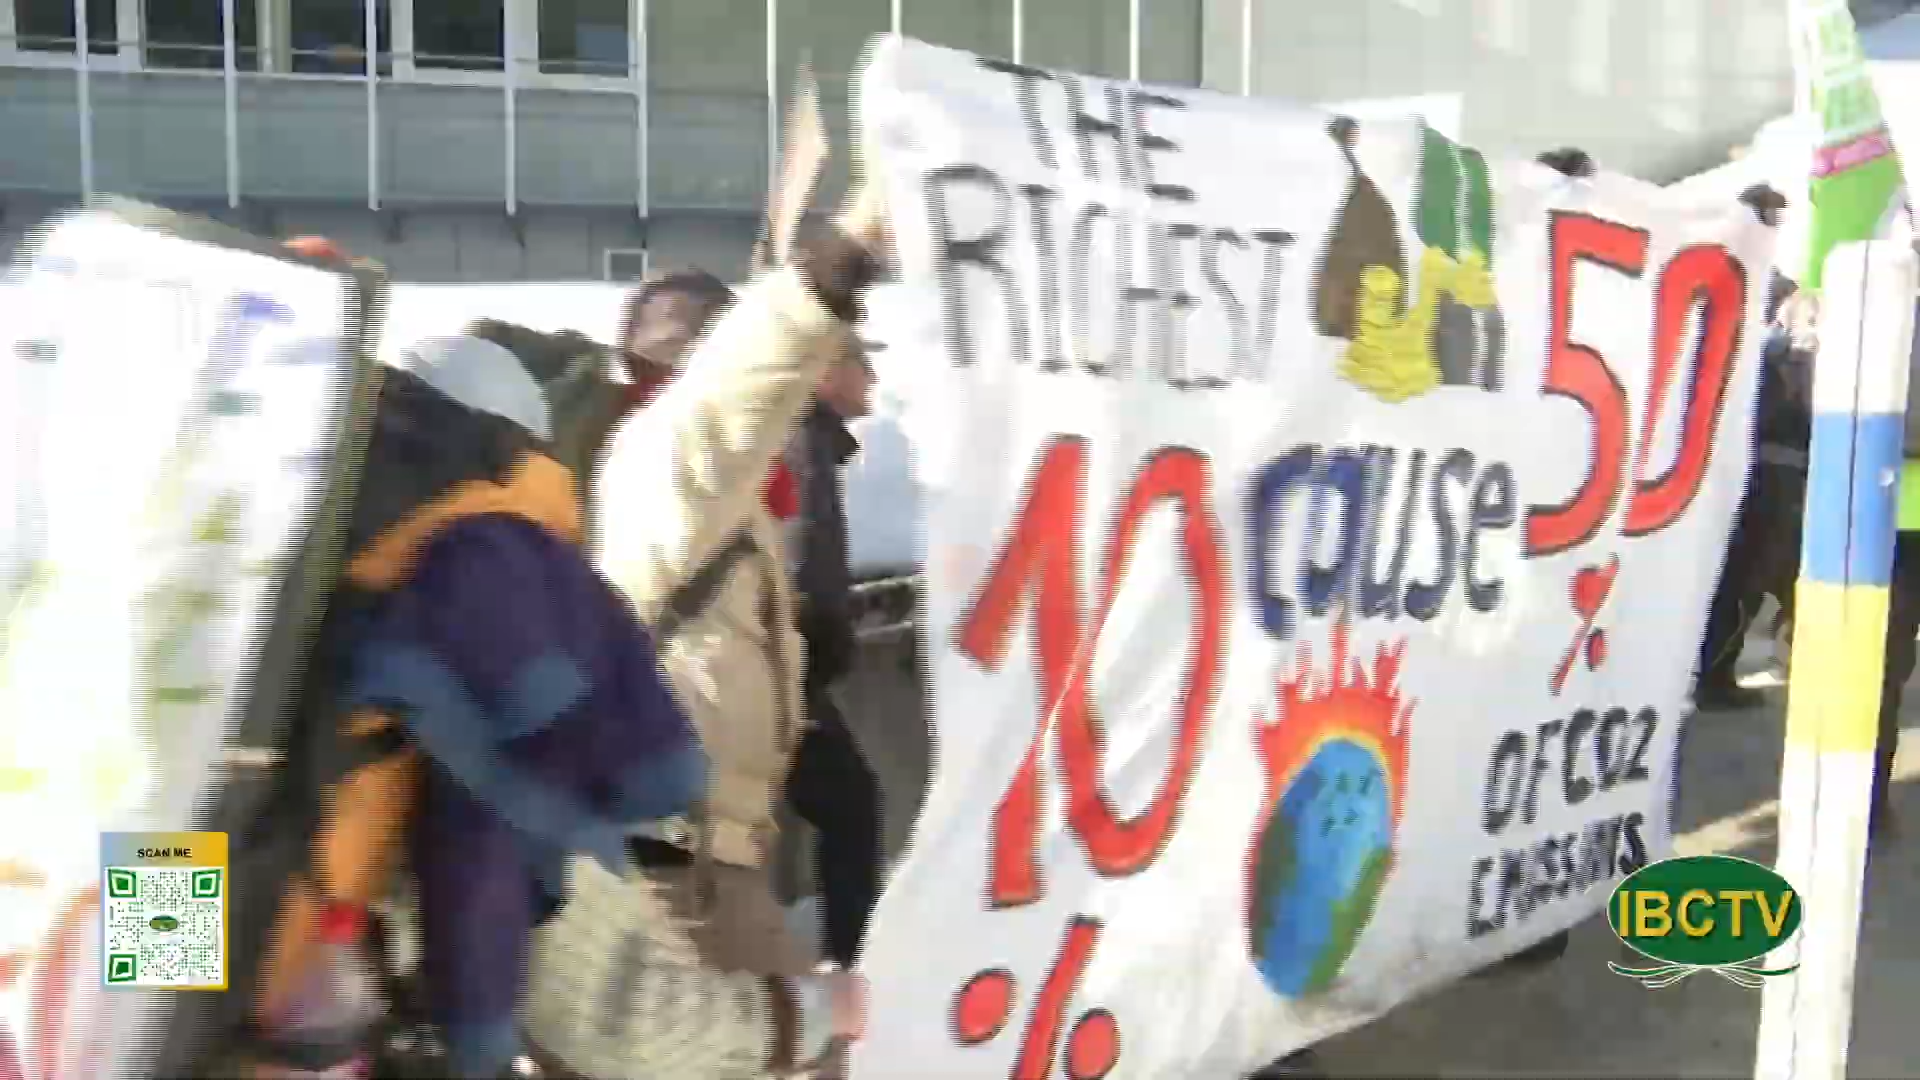 THE
RICHEST
10
%
cause
50
%
OF CO2
EMISSIONS
SCAN ME
IBCTV